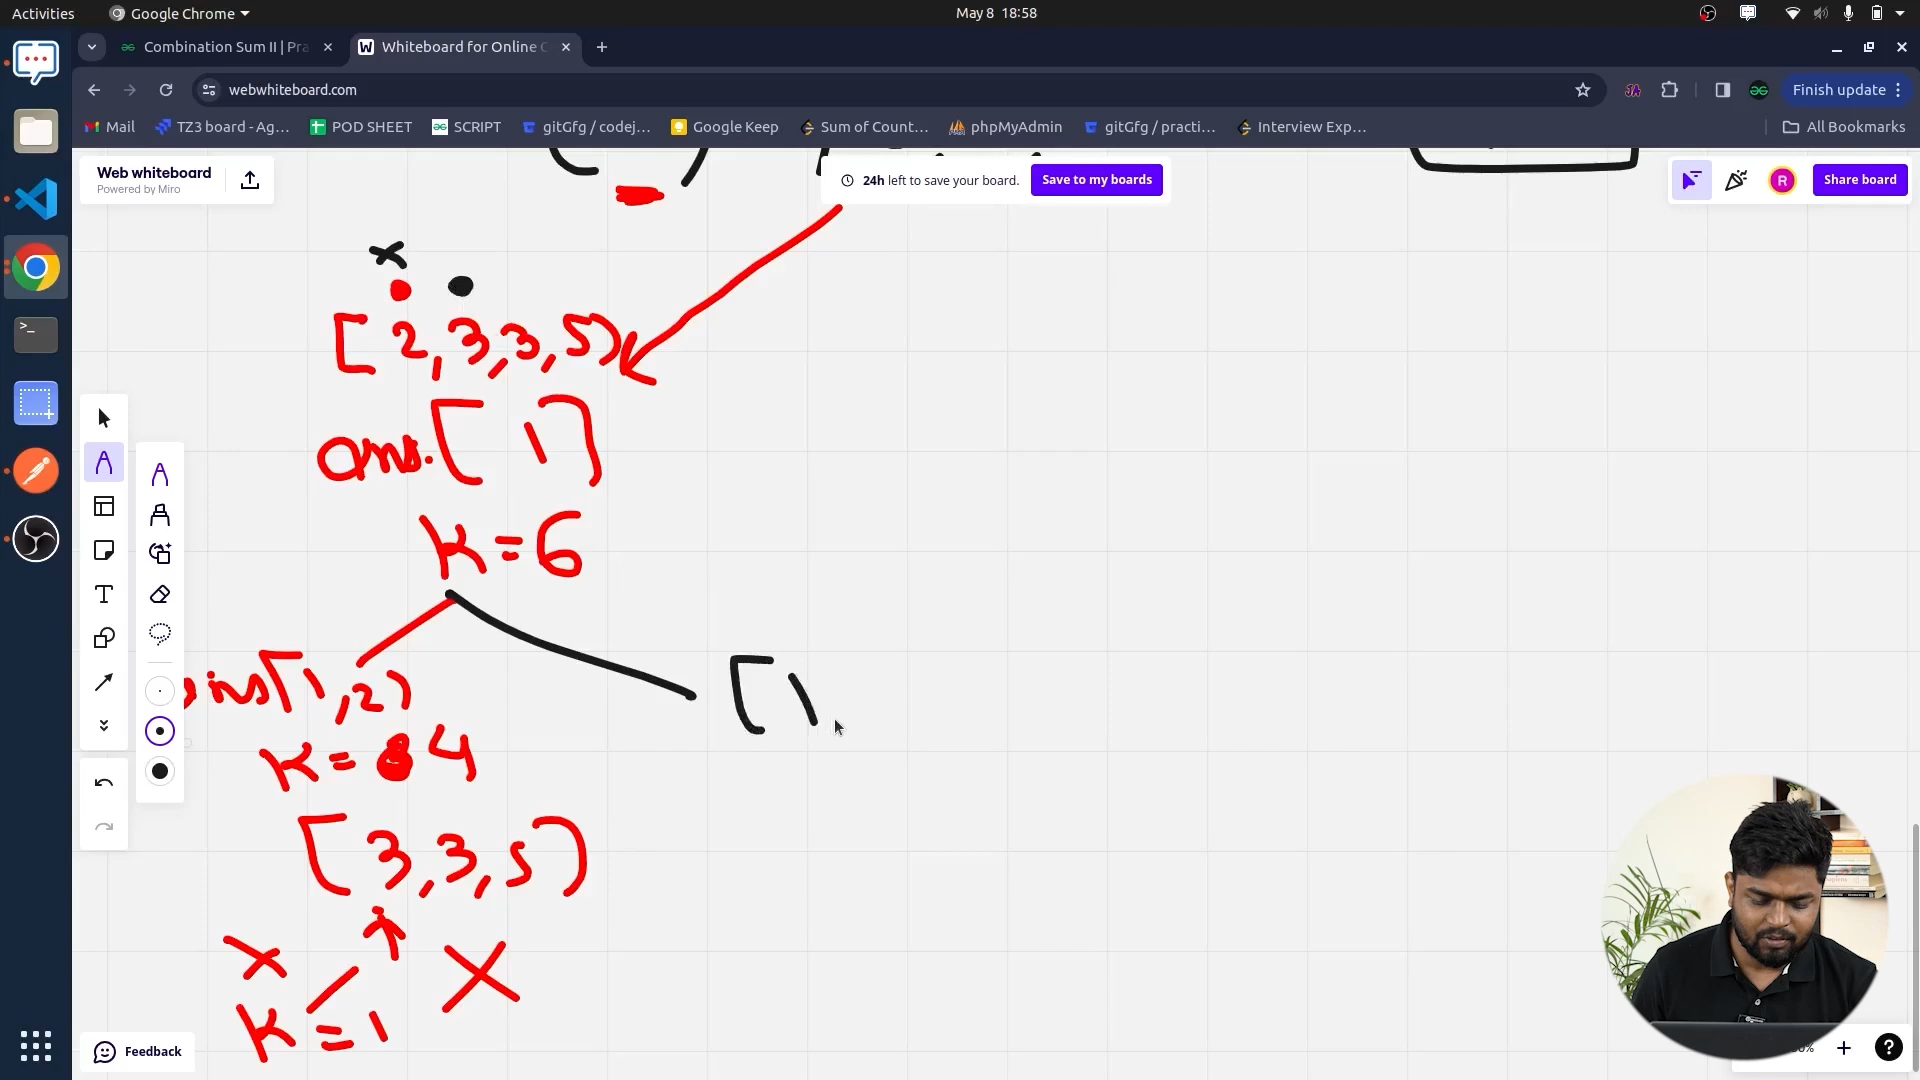 Activities Google Chrome May 8 18:58
Combination Sum II | Pra Whiteboard for Online C
webwhiteboard.com Finish update
Mail TZ3 board - Ag... POD SHEET SCRIPT gitGfg / codej... Google Keep Sum of Count... phpMyAdmin gitGfg / practi... Interview Exp... All Bookmarks
Web whiteboard
Powered by Miro
24h left to save your board. Save to my boards
R Share board
[2,3,3,5]
ans.[1]
K=6
ins[1,2]
[1
K= 4
[3,3,5]
K=1
Feedback